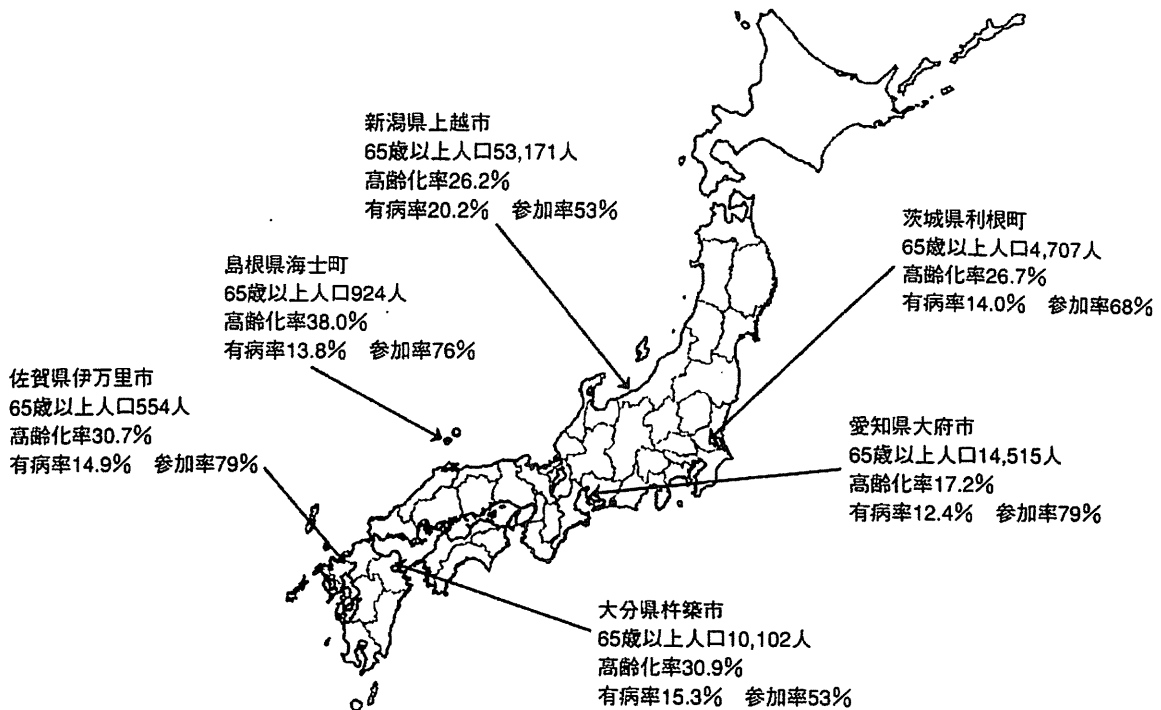 新潟県上越市
65歳以上人口53,171人
高齢化率26.2%
有病率20.2% 参加率53%
茨城県利根町
65歳以上人口4,707人
高齢化率26.7%
有病率14.0% 参加率68%
島根県海士町
65歳以上人口924人
高齢化率38.0%
有病率13.8% 参加率76%
佐賀県伊万里市
65歳以上人口554人
高齢化率30.7%
有病率14.9% 参加率79%
愛知県大府市
65歳以上人口14,515人
高齢化率17.2%
有病率12.4% 参加率79%
大分県杵築市
65歳以上人口10,102人
高齢化率30.9%
有病率15.3% 参加率53%